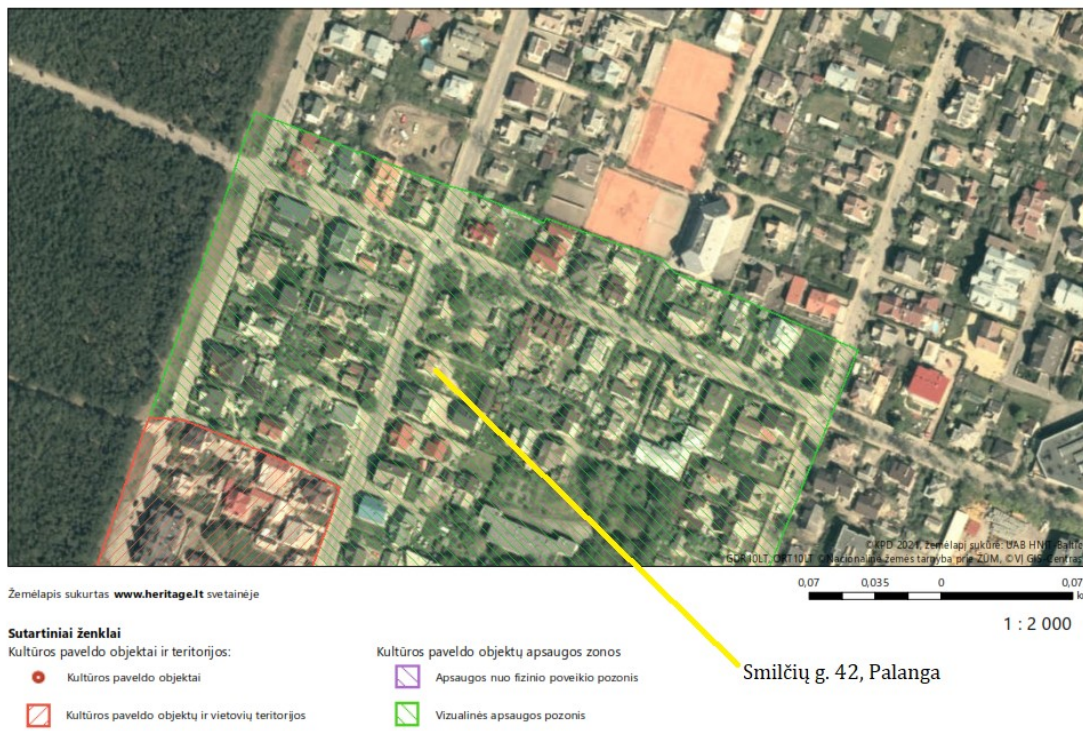 ©KPD 2021, žemėlapį sukūrė: UAB HNIT-Baltic
GDR10LT, ORT10LT ©Nacionalinė žemės tarnyba prie ŽŪM, ©VĮ GIS-Centras
Žemėlapis sukurtas www.heritage.lt svetainėje
0,07 0,035 0 0,07
1 : 2 000
Sutartiniai ženklai
Kultūros paveldo objektai ir teritorijos:
Kultūros paveldo objektai
Kultūros paveldo objektų ir vietovių teritorijos
Kultūros paveldo objektų apsaugos zonos
Apsaugos nuo fizinio poveikio pozonis
Vizualinės apsaugos pozonis
Smilčių g. 42, Palanga